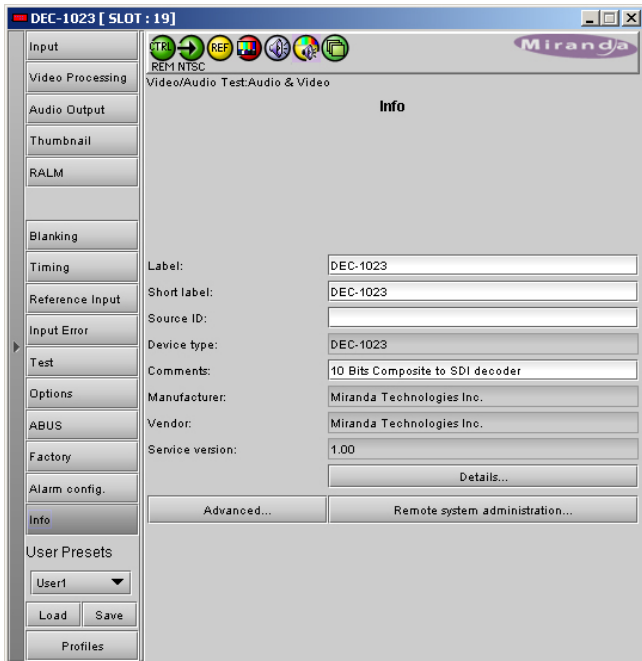 DEC-1023 [ SLOT : 19]
Input
Video Processing
Audio Output
Thumbnail
RALM
Blanking
Timing
Reference Input
Input Error
Test
Options
ABUS
Factory
Alarm config.
Info
User Presets
User1
Load Save
Profiles
CTRL REF
REM NTSC
Miranda
Video/Audio Test:Audio & Video
Info
Label: DEC-1023
Short label: DEC-1023
Source ID:
Device type: DEC-1023
Comments: 10 Bits Composite to SDI decoder
Manufacturer: Miranda Technologies Inc.
Vendor: Miranda Technologies Inc.
Service version: 1.00
Details...
Advanced... Remote system administration...